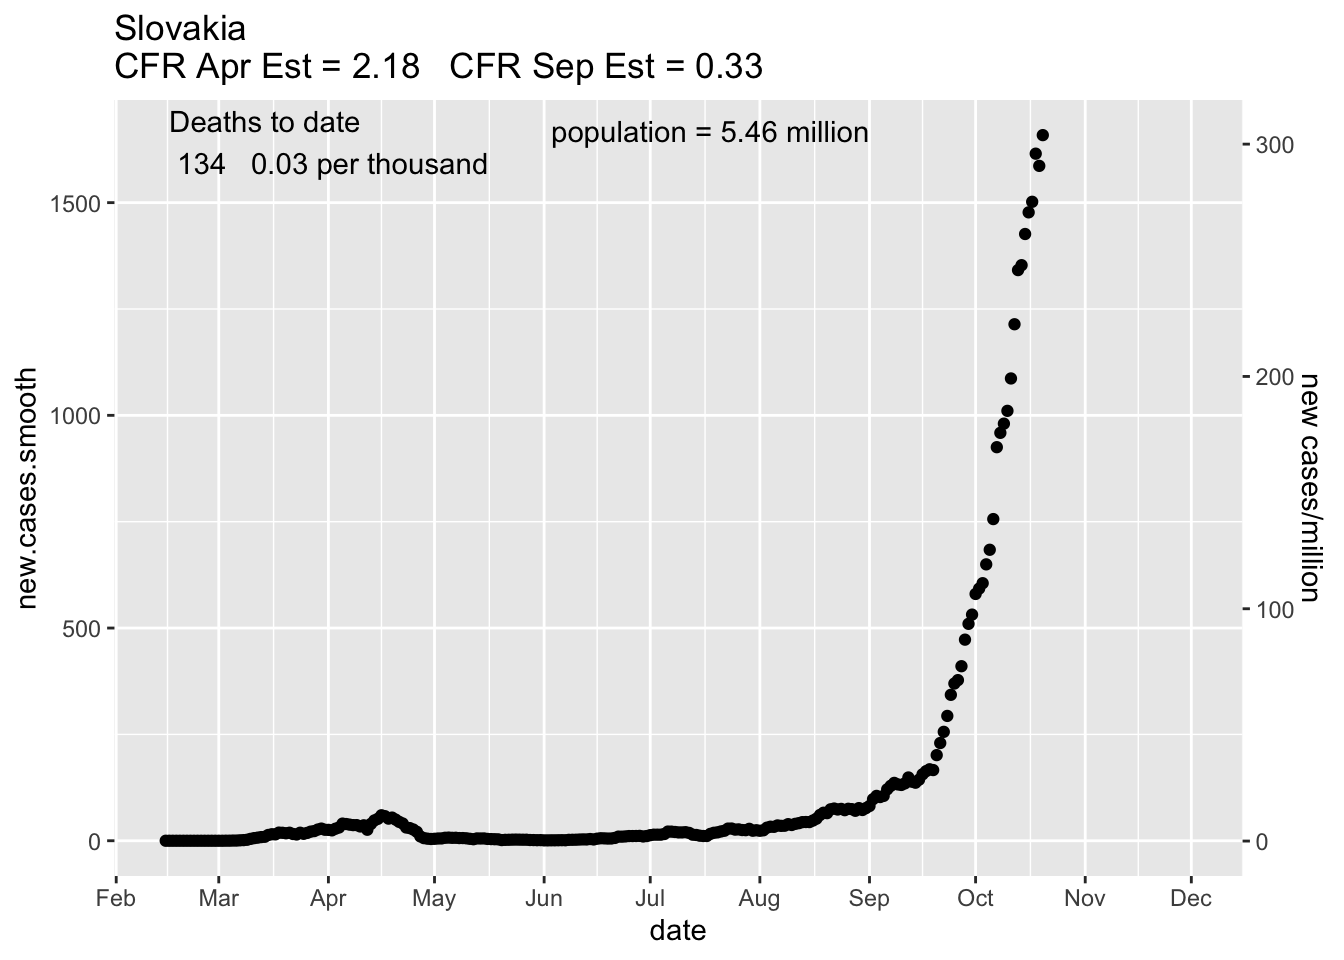 Slovakia
CFR Apr Est = 2.18   CFR Sep Est = 0.33
Deaths to date
134   0.03 per thousand
population = 5.46 million
new.cases.smooth
1500
1000
500
0
300
200
100
0
new cases/million
Feb Mar Apr May Jun Jul Aug Sep Oct Nov Dec
date